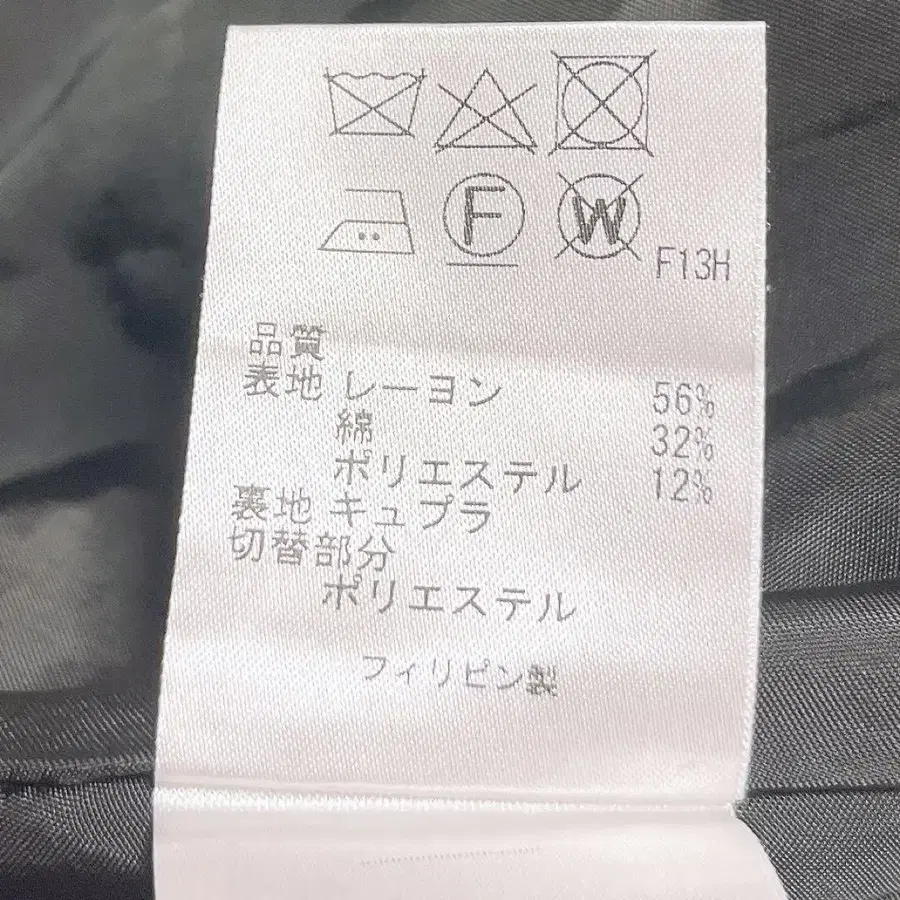 F
W
F13H
品質
表地 レーヨン 56%
綿 32%
ポリエステル 12%
裏地 キュプラ
切替部分
ポリエステル
フィリピン製